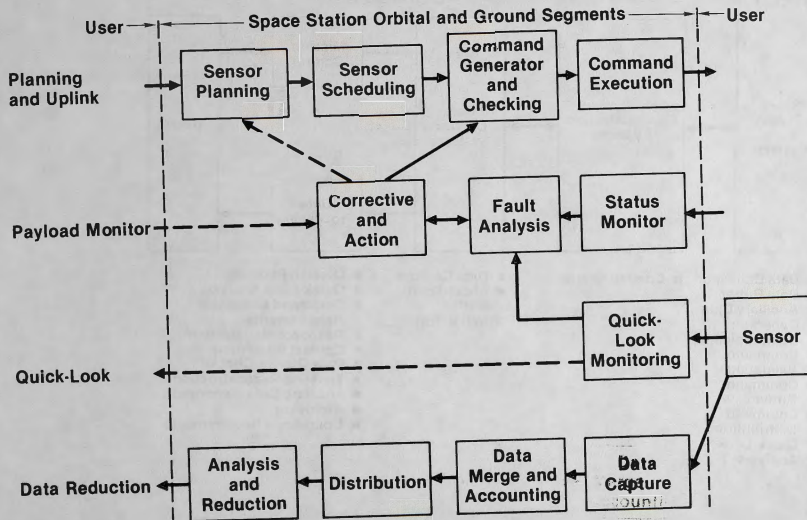 User
Space Station Orbital and Ground Segments
User
Planning
and Uplink
Sensor
Planning
Sensor
Scheduling
Command
Generator
and
Checking
Command
Execution
Payload Monitor
Corrective
and
Action
Fault
Analysis
Status
Monitor
Quick-Look
Quick-
Look
Monitoring
Sensor
Data Reduction
Analysis
and
Reduction
Distribution
Data
Merge and
Accounting
Data
Capture